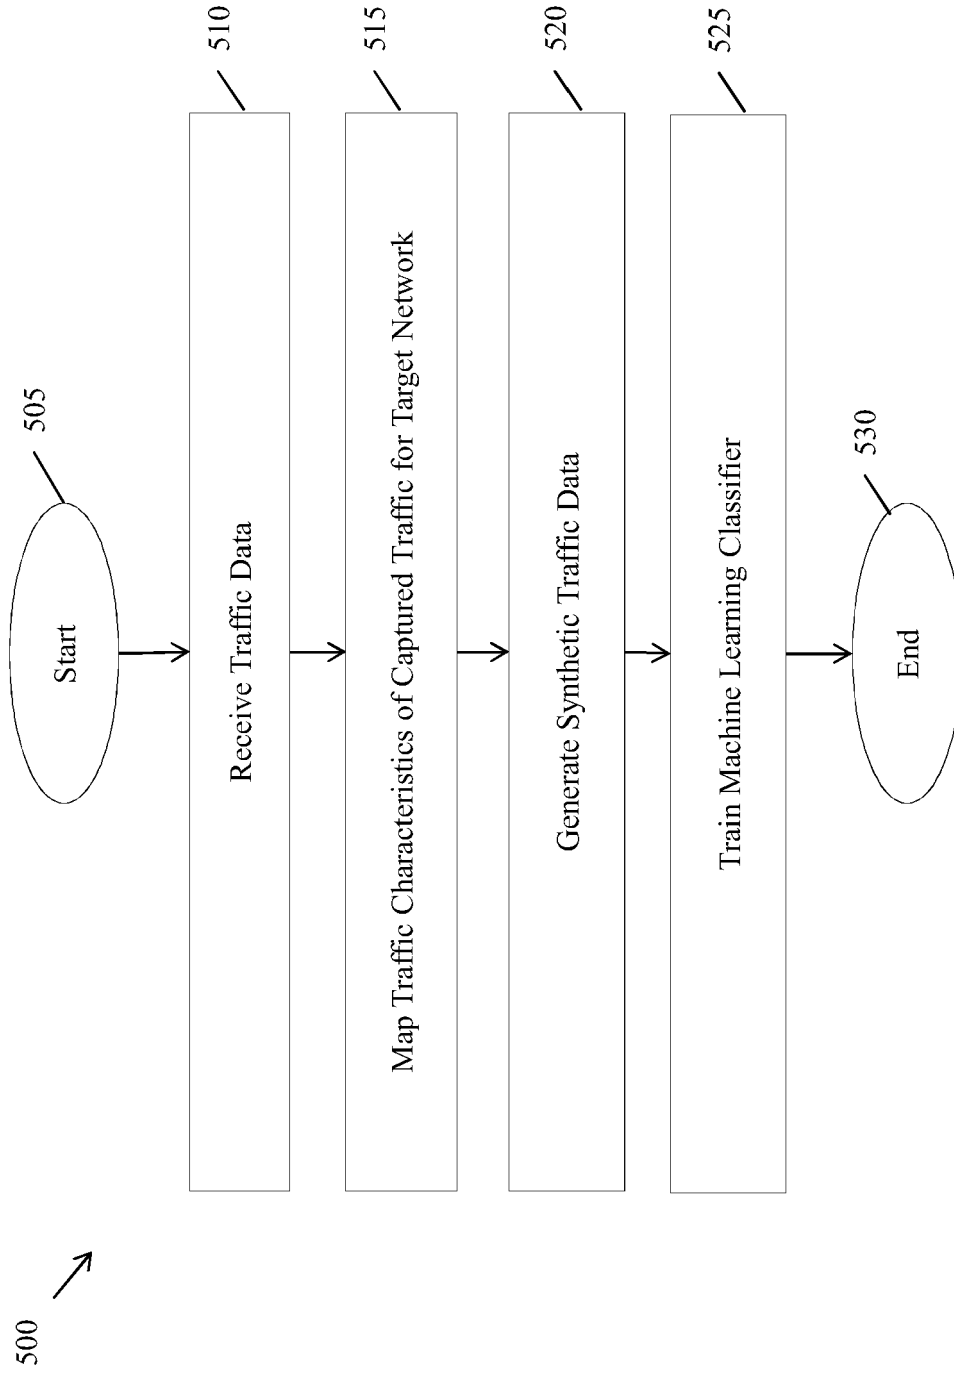 500
Start
505
Receive Traffic Data
510
Map Traffic Characteristics of Captured Traffic for Target Network
515
Generate Synthetic Traffic Data
520
Train Machine Learning Classifier
525
End
530